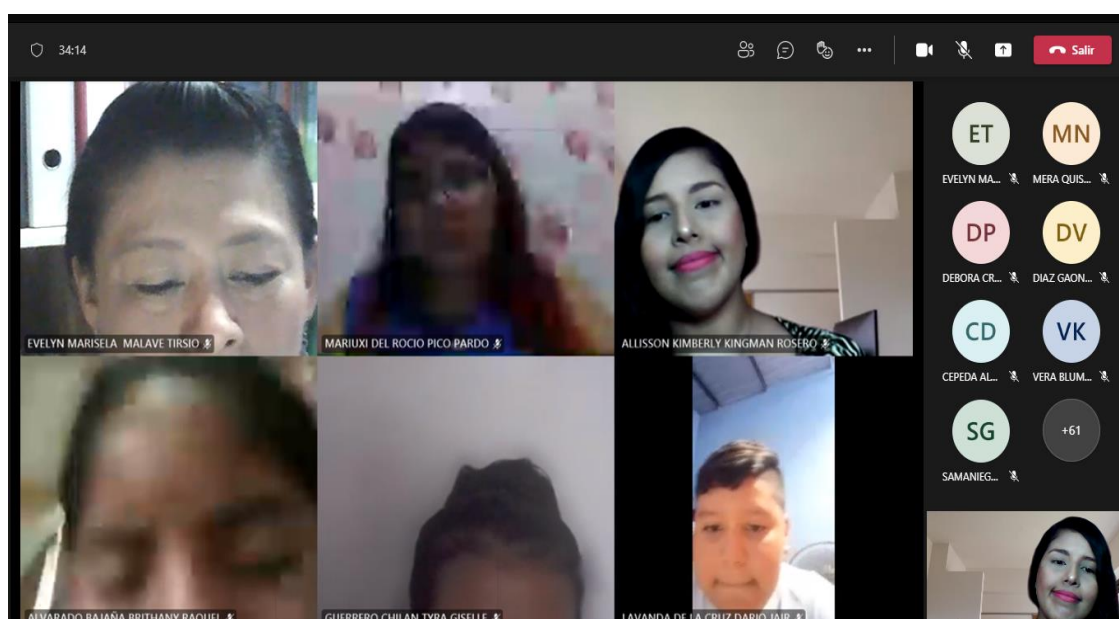 34:14
Salir
EVELYN MARISELA MALAVE TIRSIO
MARIUXI DEL ROCIO PICO PARDO
ALLISSON KIMBERLY KINGMAN ROSERO
ALVARADO BAJAÑA BRITHANY RAQUEL
GUERRERO CHILAN TYRA GISELLE
LAVANDA DE LA CRUZ DARIO JAIR
ET
MN
EVELYN MA...
MERA QUIS...
DP
DV
DEBORA CR...
DIAZ GAON...
CD
VK
CEPEDA AL...
VERA BLUM...
SG
+61
SAMANIEG...